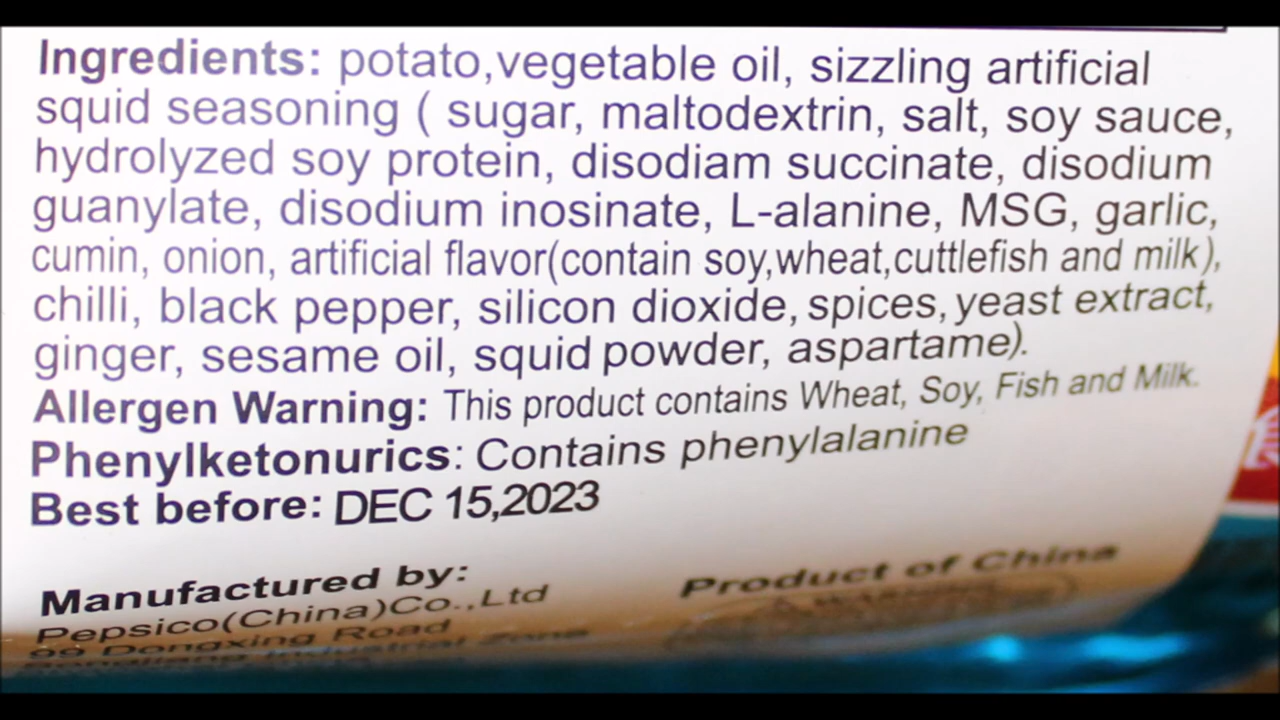 Ingredients: potato,vegetable oil, sizzling artificial
squid seasoning ( sugar, maltodextrin, salt, soy sauce,
hydrolyzed soy protein, disodiam succinate, disodium
guanylate, disodium inosinate, L-alanine, MSG, garlic,
cumin, onion, artificial flavor(contain soy,wheat,cuttlefish and milk),
chilli, black pepper, silicon dioxide, spices, yeast extract,
ginger, sesame oil, squid powder, aspartame).
Allergen Warning: This product contains Wheat, Soy, Fish and Milk.
Phenylketonurics: Contains phenylalanine
Best before: DEC 15,2023
Manufactured by:
Product of China
Pepsico(China)Co.,Ltd
99 Dongxing Road
Industrial Zone